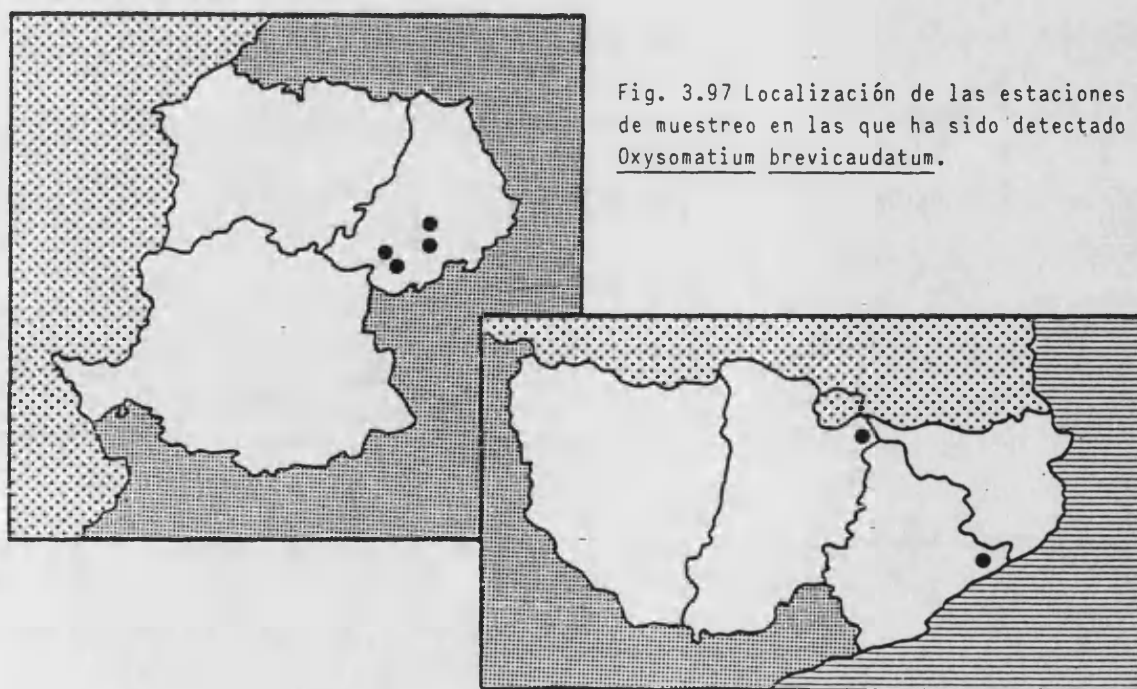 Fig. 3.97 Localización de las estaciones
de muestreo en las que ha sido detectado
Oxysomatium brevicaudatum.